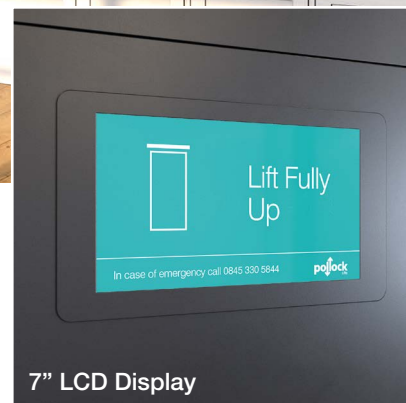 Lift Fully
Up
In case of emergency call 0845 330 5844
pollock
7” LCD Display